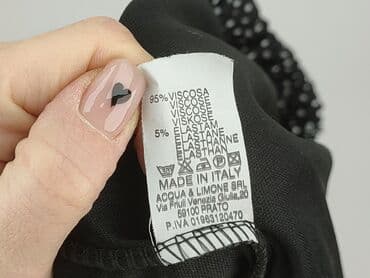 95% VISCOSA
VISCOSE
VISCOSE
VISKOSE
5% ELASTAM
ELASTANE
ELASTHANNE
ELASTHAN
MADE IN ITALY
ACQUA & LIMONE SRL
Via Friuli Venezia Giulia,20
59100 PRATO
P.IVA 01963120470